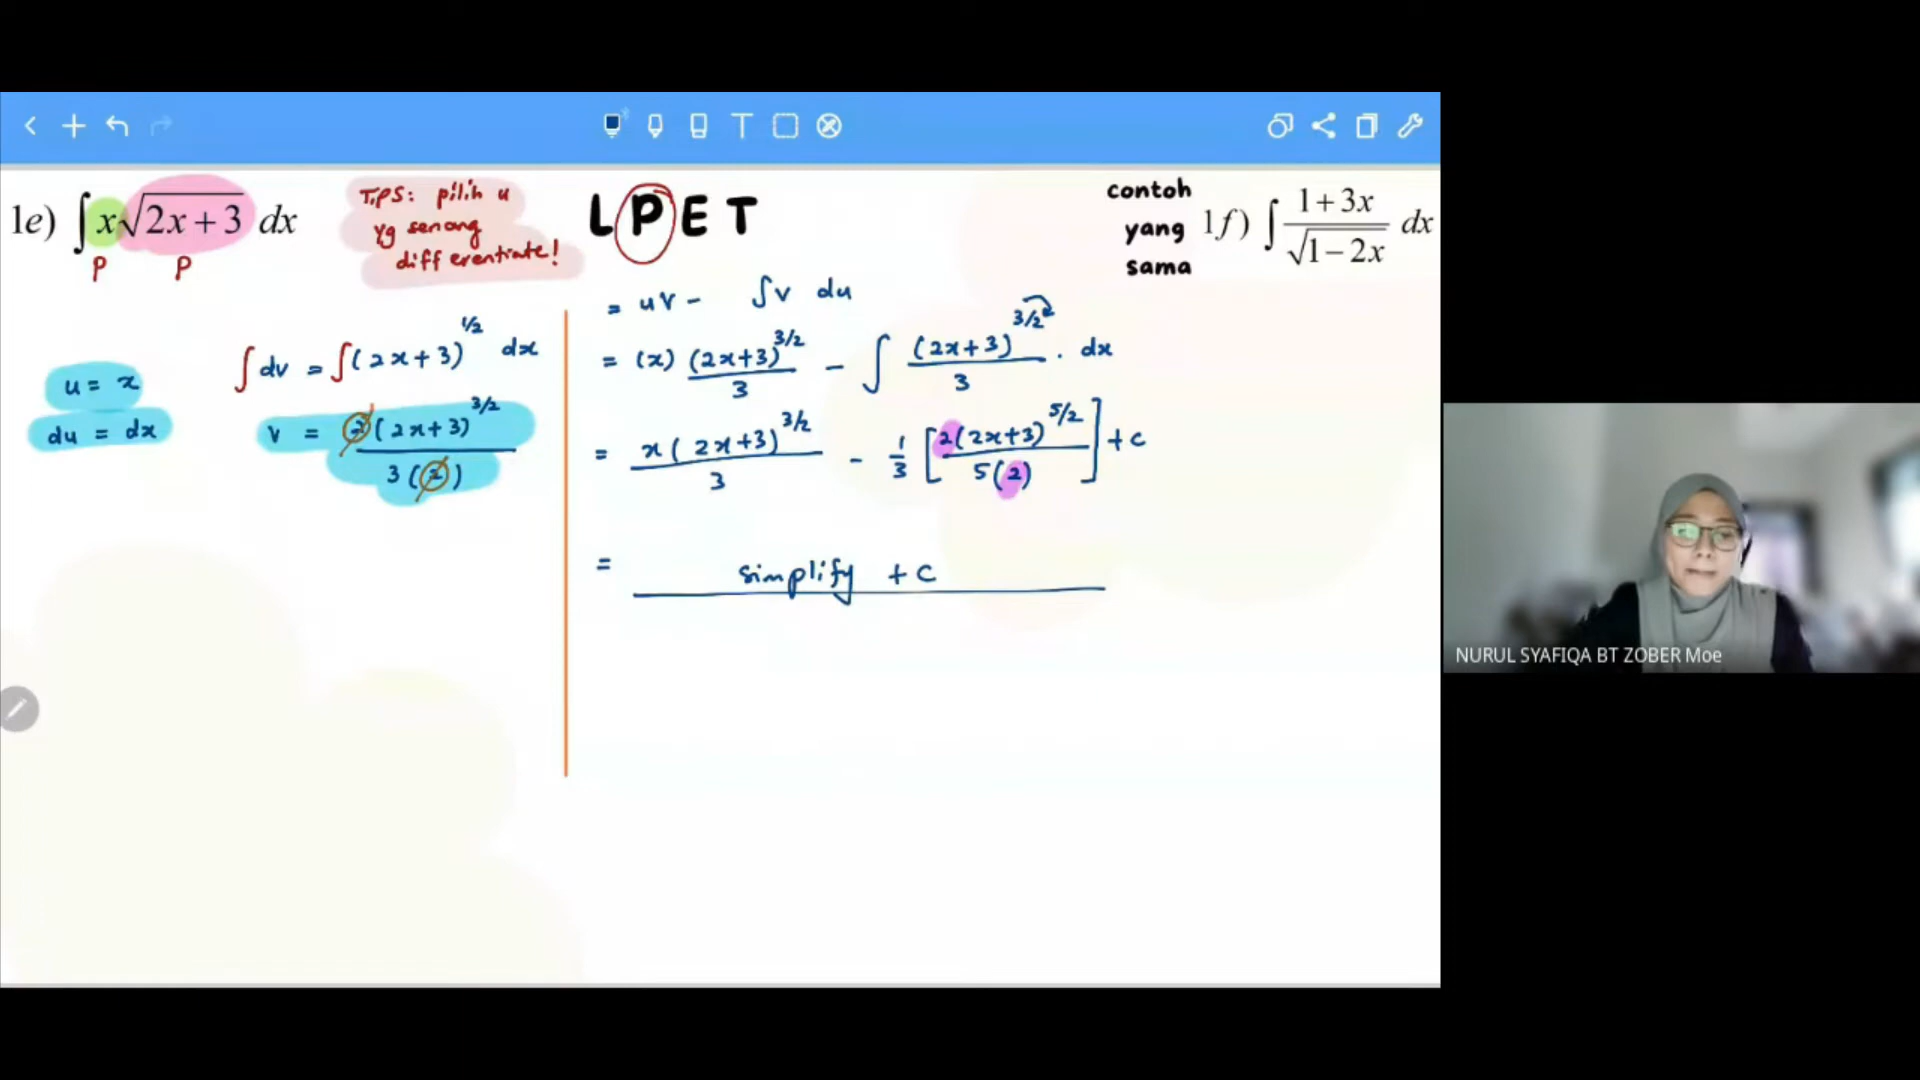 1e) ∫x√2x+3 dx
P P
TIPS: pilih u
yg senang
differentiate!
LPET
contoh
yang
sama
1f) ∫ 1+3x / √1−2x dx
u = x
du = dx
∫dv = ∫(2x+3)^1/2 dx
v = 2(2x+3)^3/2 / 3(2)
= uv - ∫v du
= (x) (2x+3)^3/2 / 3 - ∫ (2x+3)^3/2 / 3 . dx
2
= x(2x+3)^3/2 / 3 - 1/3 [2(2x+3)^5/2 / 5(2)] + c
= simplify + c
NURUL SYAFIQA BT ZOBER Moe